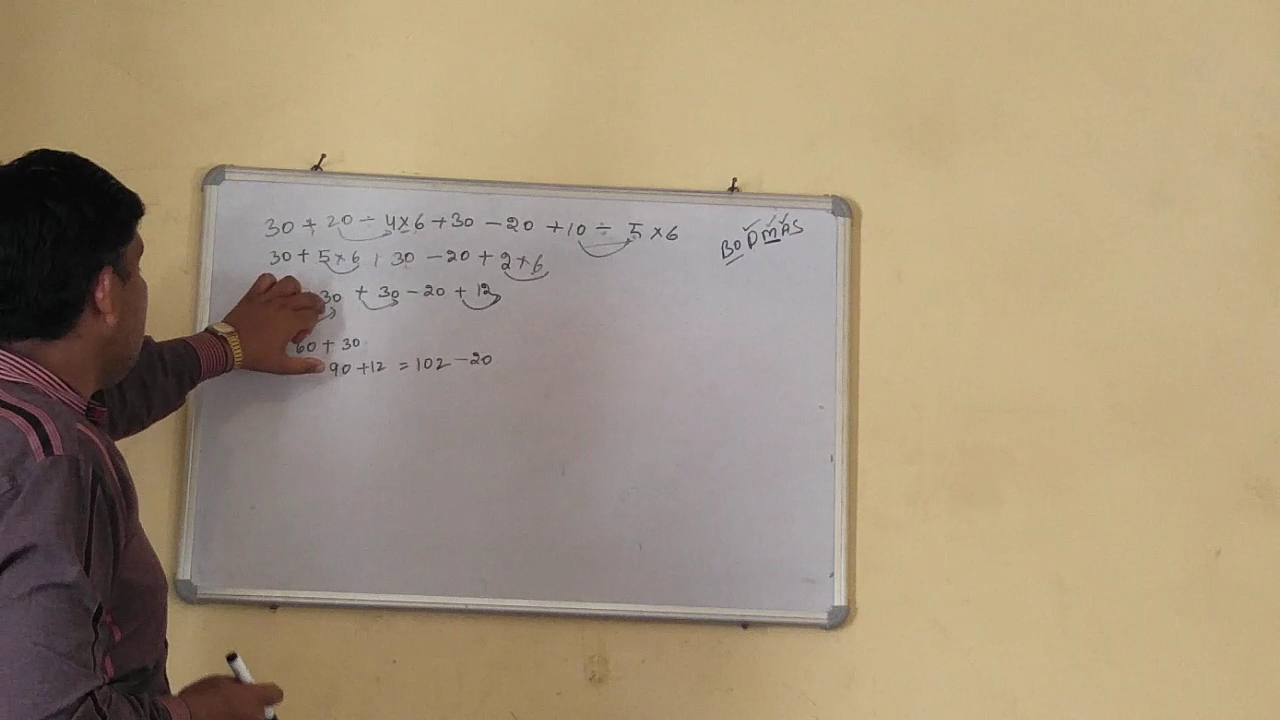 30 + 20 ÷ 4 × 6 + 30 − 20 + 10 ÷ 5 × 6
BODMAS
30 + 5 × 6 + 30 − 20 + 2 × 6
30 + 30 − 20 + 12
60 + 30
90 + 12 = 102 − 20